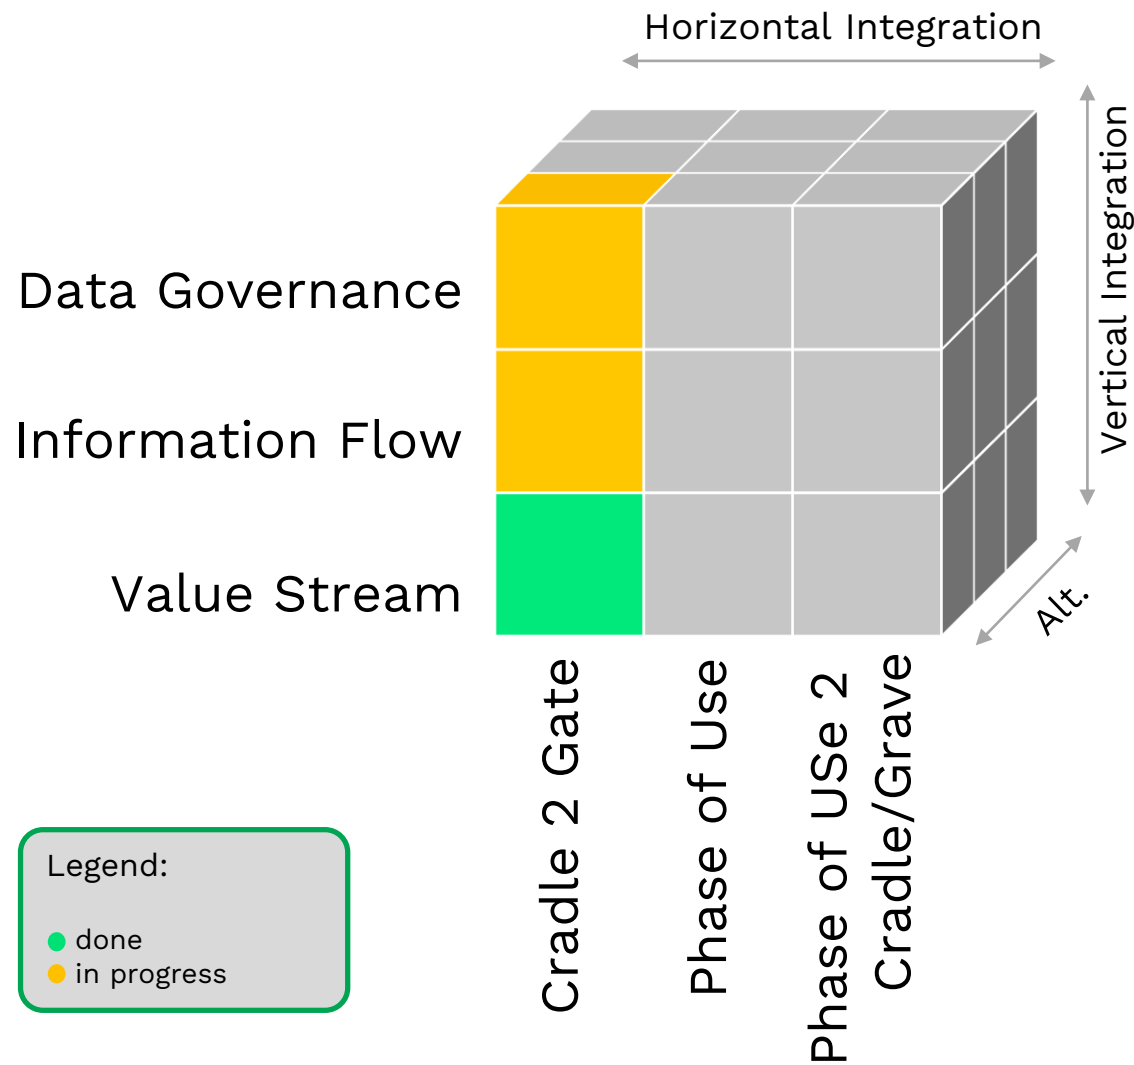 Horizontal Integration
Vertical Integration
Data Governance
Information Flow
Value Stream
Alt.
Cradle 2 Gate
Phase of Use
Phase of USe 2
Cradle/Grave
Legend:
done
in progress